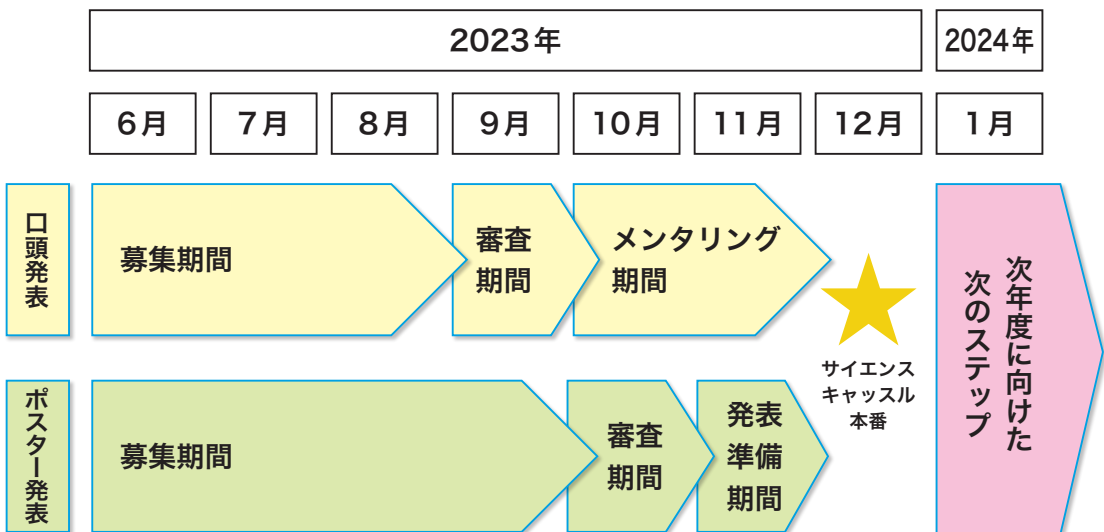 2023年
2024年
6月
7月
8月
9月
10月
11月
12月
1月
口頭発表
募集期間
審査
期間
メンタリング
期間
サイエンス
キャッスル
本番
次年度に向けた
次のステップ
ポスター発表
募集期間
審査
期間
発表
準備
期間